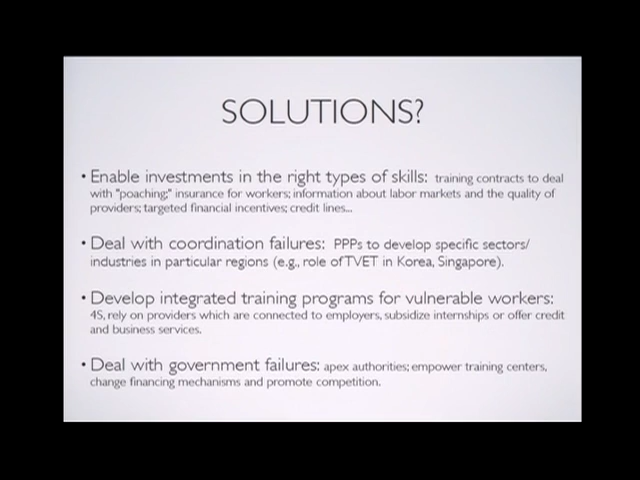 SOLUTIONS?
• Enable investments in the right types of skills: training contracts to deal
with "poaching;" insurance for workers; information about labor markets and the quality of
providers; targeted financial incentives; credit lines...
• Deal with coordination failures: PPPs to develop specific sectors/
industries in particular regions (e.g., role of TVET in Korea, Singapore).
• Develop integrated training programs for vulnerable workers:
4S, rely on providers which are connected to employers, subsidize internships or offer credit
and business services.
• Deal with government failures: apex authorities; empower training centers,
change financing mechanisms and promote competition.